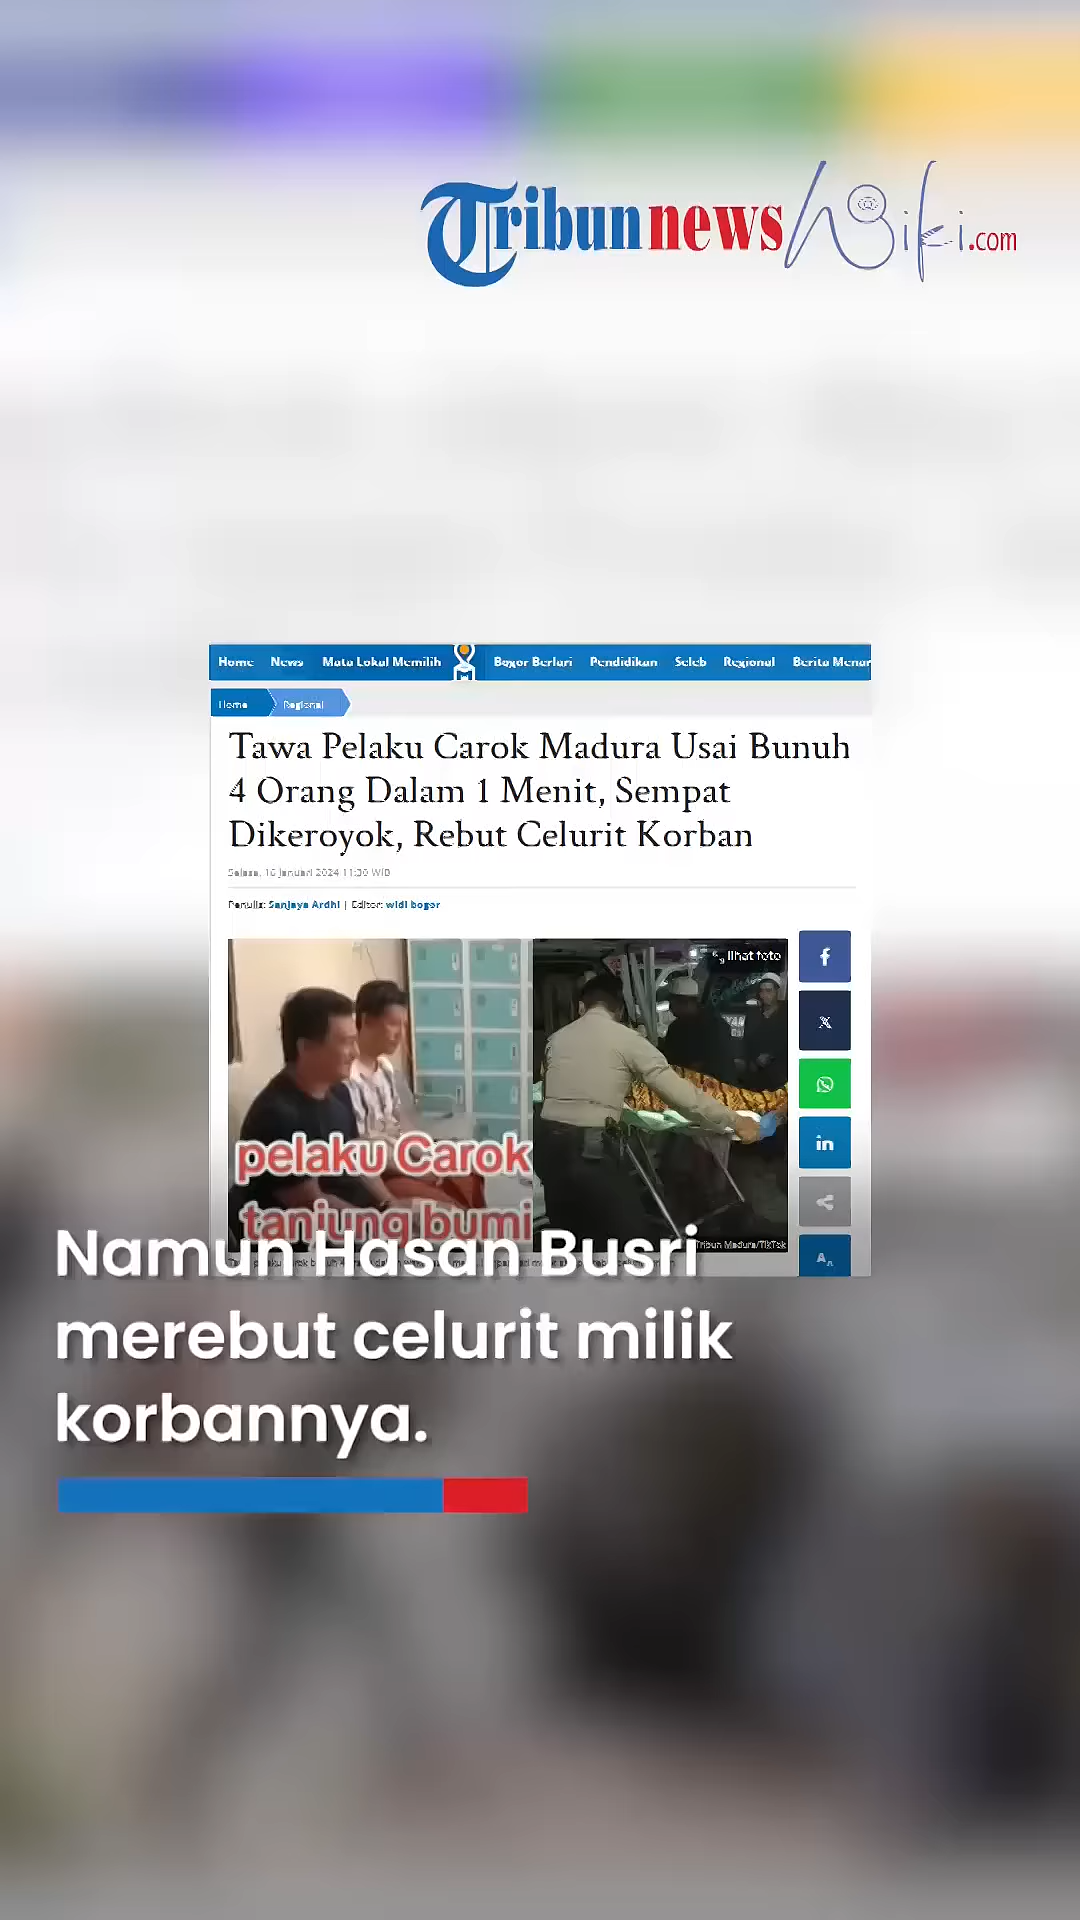 TribunnewsWiki.com
Home News Mata Lokal Memilih Bogor Berlari Pendidikan Seleb Regional Berita Menar
Home Regional
Tawa Pelaku Carok Madura Usai Bunuh
4 Orang Dalam 1 Menit, Sempat
Dikeroyok, Rebut Celurit Korban
Selasa, 16 Januari 2024 11:30 WIB
Penulis: Sanjaya Ardhi | Editor: widi bogor
lihat foto
pelaku Carok
tanjung bumi
Tribun Madura/TikTok
Namun Hasan Busri
merebut celurit milik
korbannya.